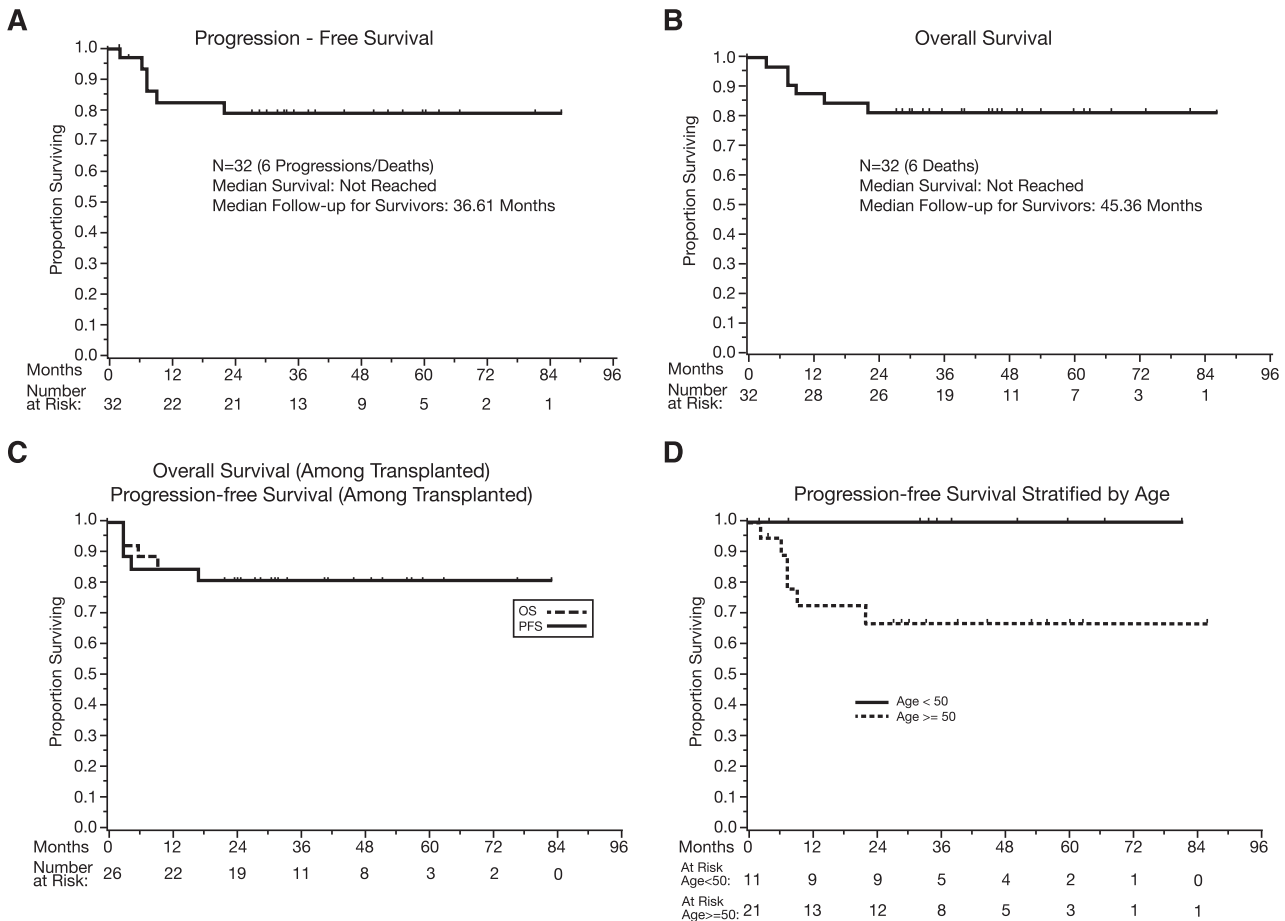 A
Progression - Free Survival
1.0
0.9
0.8
0.7
0.6
0.5
0.4
0.3
0.2
0.1
0.0
Proportion Surviving
N=32 (6 Progressions/Deaths)
Median Survival: Not Reached
Median Follow-up for Survivors: 36.61 Months
Months 0 12 24 36 48 60 72 84 96
Number
at Risk: 32 22 21 13 9 5 2 1
B
Overall Survival
1.0
0.9
0.8
0.7
0.6
0.5
0.4
0.3
0.2
0.1
0.0
Proportion Surviving
N=32 (6 Deaths)
Median Survival: Not Reached
Median Follow-up for Survivors: 45.36 Months
Months 0 12 24 36 48 60 72 84 96
Number
at Risk: 32 28 26 19 11 7 3 1
C
Overall Survival (Among Transplanted)
Progression-free Survival (Among Transplanted)
1.0
0.9
0.8
0.7
0.6
0.5
0.4
0.3
0.2
0.1
0.0
Proportion Surviving
OS
PFS
Months 0 12 24 36 48 60 72 84 96
Number
at Risk: 26 22 19 11 8 3 2 0
D
Progression-free Survival Stratified by Age
1.0
0.9
0.8
0.7
0.6
0.5
0.4
0.3
0.2
0.1
0.0
Proportion Surviving
Age < 50
Age >= 50
Months 0 12 24 36 48 60 72 84 96
At Risk
Age<50: 11 9 9 5 4 2 1 0
At Risk
Age>=50: 21 13 12 8 5 3 1 1